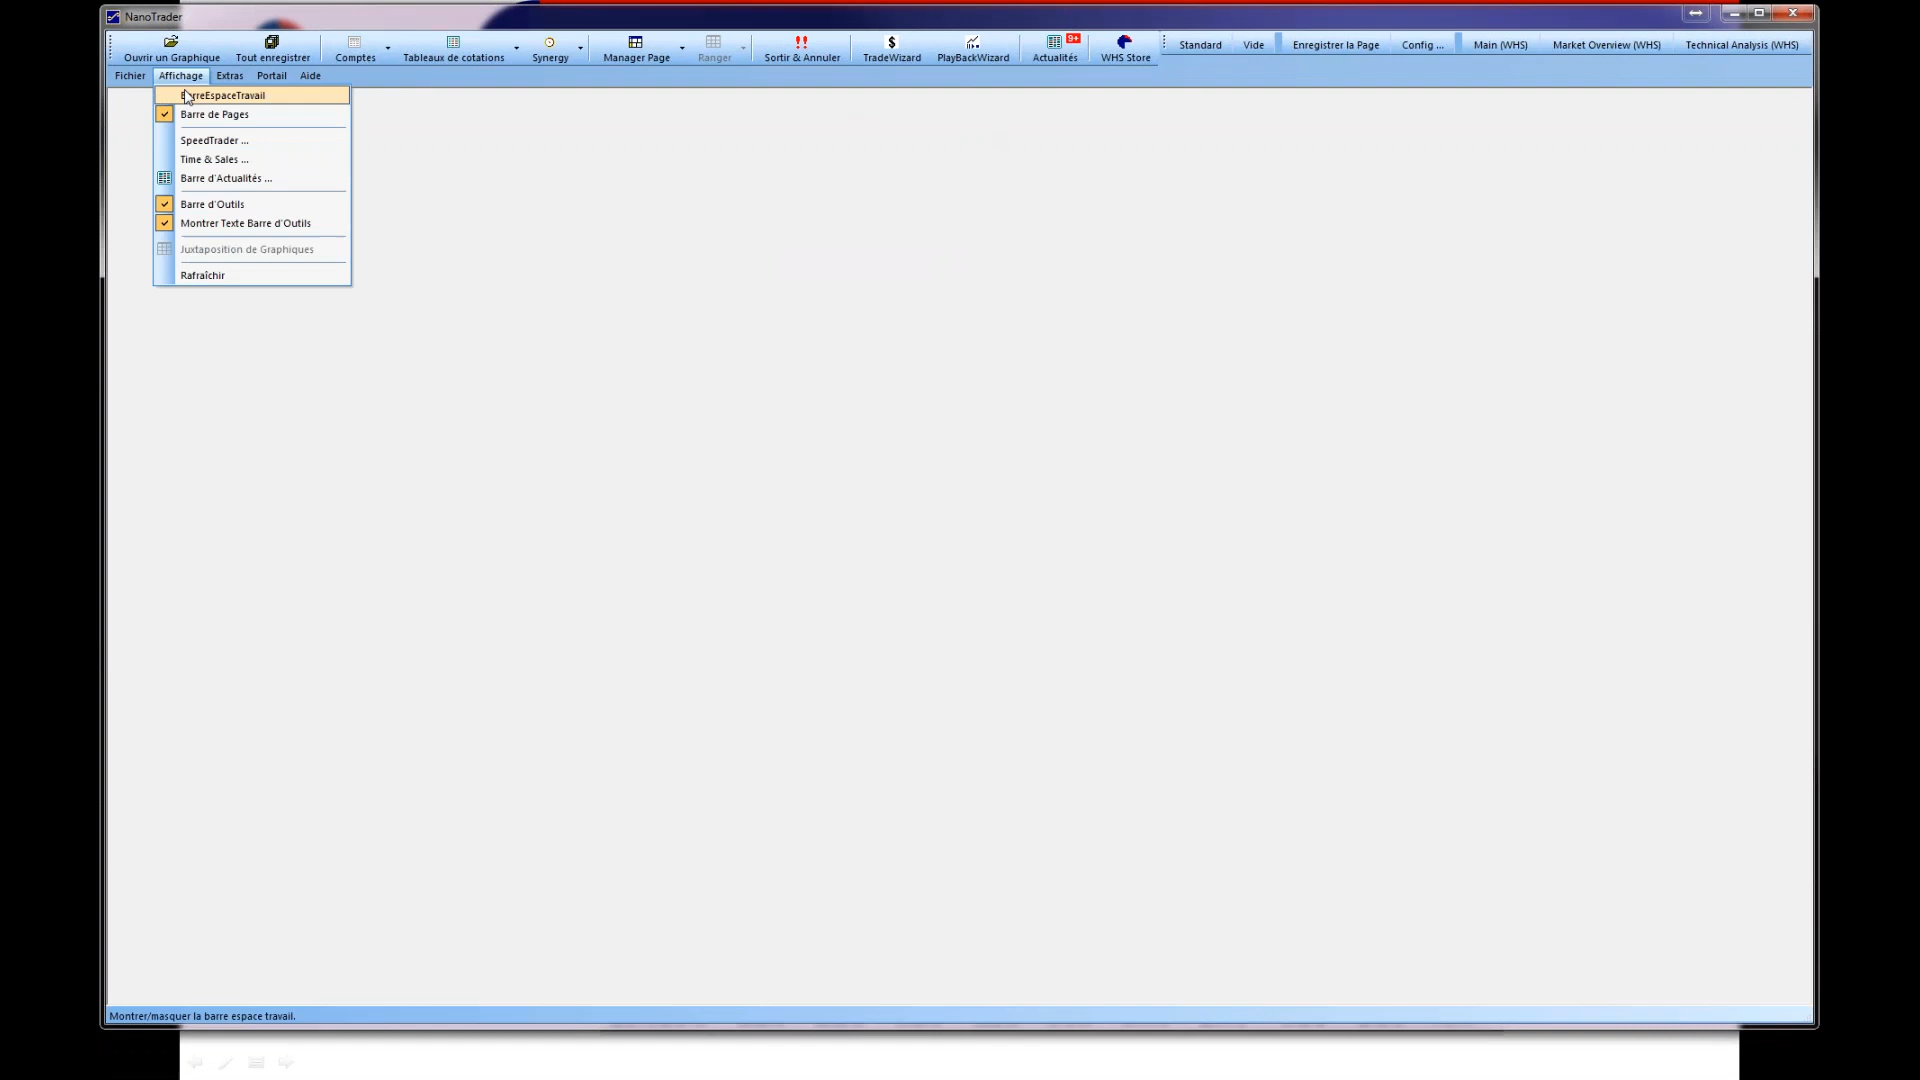 NanoTrader
Ouvrir un Graphique Tout enregistrer Comptes Tableaux de cotations Synergy Manager Page Ranger Sortir & Annuler TradeWizard PlayBackWizard Actualités 9+ WHS Store Standard Vide Enregistrer la Page Config ... Main (WHS) Market Overview (WHS) Technical Analysis (WHS)
Fichier Affichage Extras Portail Aide
BarreEspaceTravail
Barre de Pages
SpeedTrader ...
Time & Sales ...
Barre d'Actualités ...
Barre d'Outils
Montrer Texte Barre d'Outils
Juxtaposition de Graphiques
Rafraîchir
Montrer/masquer la barre espace travail.